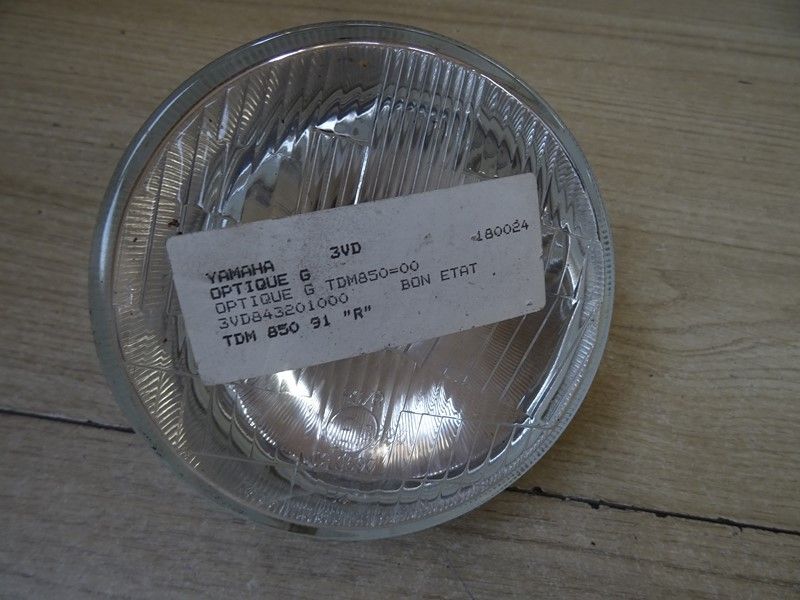 YAMAHA 3VD 180024
OPTIQUE G
OPTIQUE G TDM850=00
3VD843201000 BON ETAT
TDM 850 91 "R"